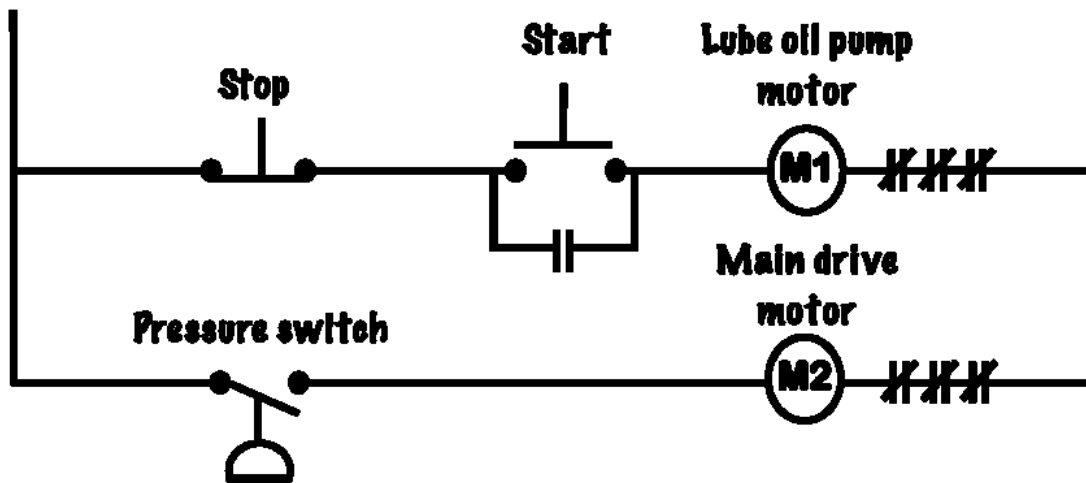 Start
Lube oil pump
motor
Stop
M1
Main drive
motor
Pressure switch
M2